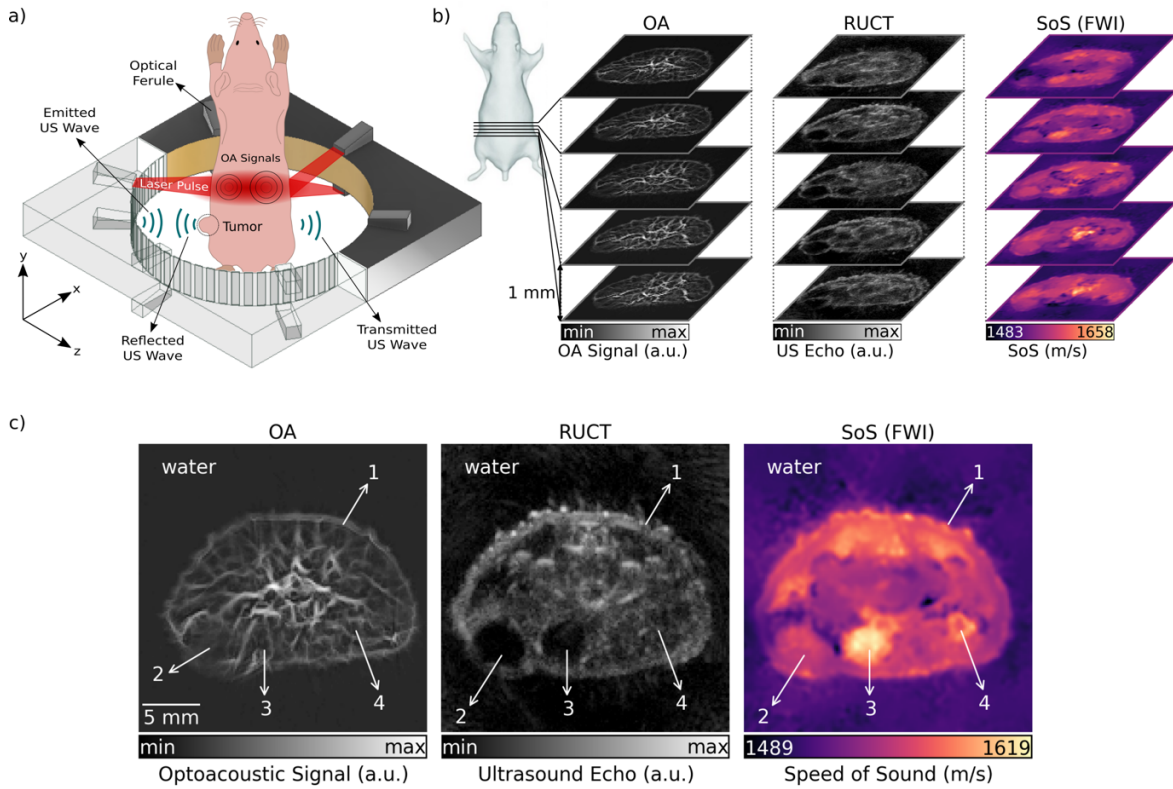 a)
Optical
Ferule
Emitted
US Wave
OA Signals
Laser Pulse
Tumor
y
x
z
Reflected
US Wave
Transmitted
US Wave
b)
OA
RUCT
SoS (FWI)
1 mm
min max
OA Signal (a.u.)
min max
US Echo (a.u.)
1483 1658
SoS (m/s)
c)
OA
water
1
2
3
4
5 mm
min max
Optoacoustic Signal (a.u.)
RUCT
water
1
2
3
4
min max
Ultrasound Echo (a.u.)
SoS (FWI)
water
1
2
3
4
1489 1619
Speed of Sound (m/s)